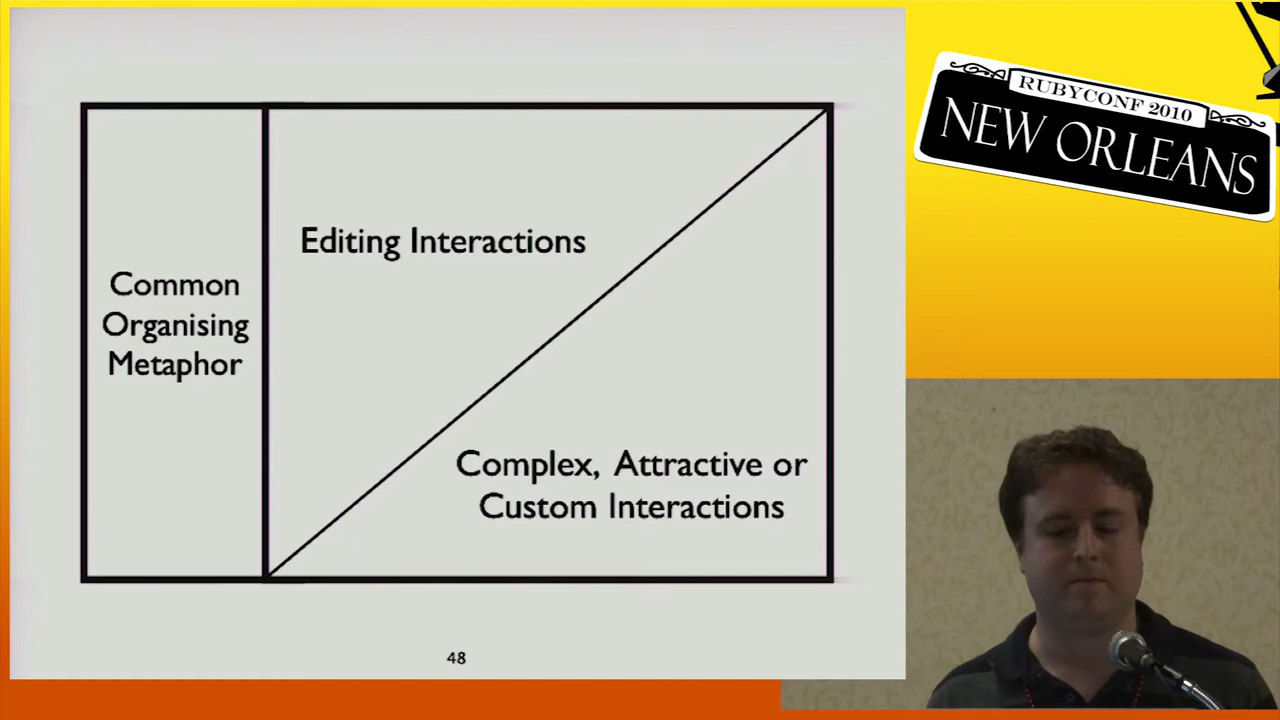 Common
Organising
Metaphor
Editing Interactions
Complex, Attractive or
Custom Interactions
48
RUBYCONF 2010
NEW ORLEANS